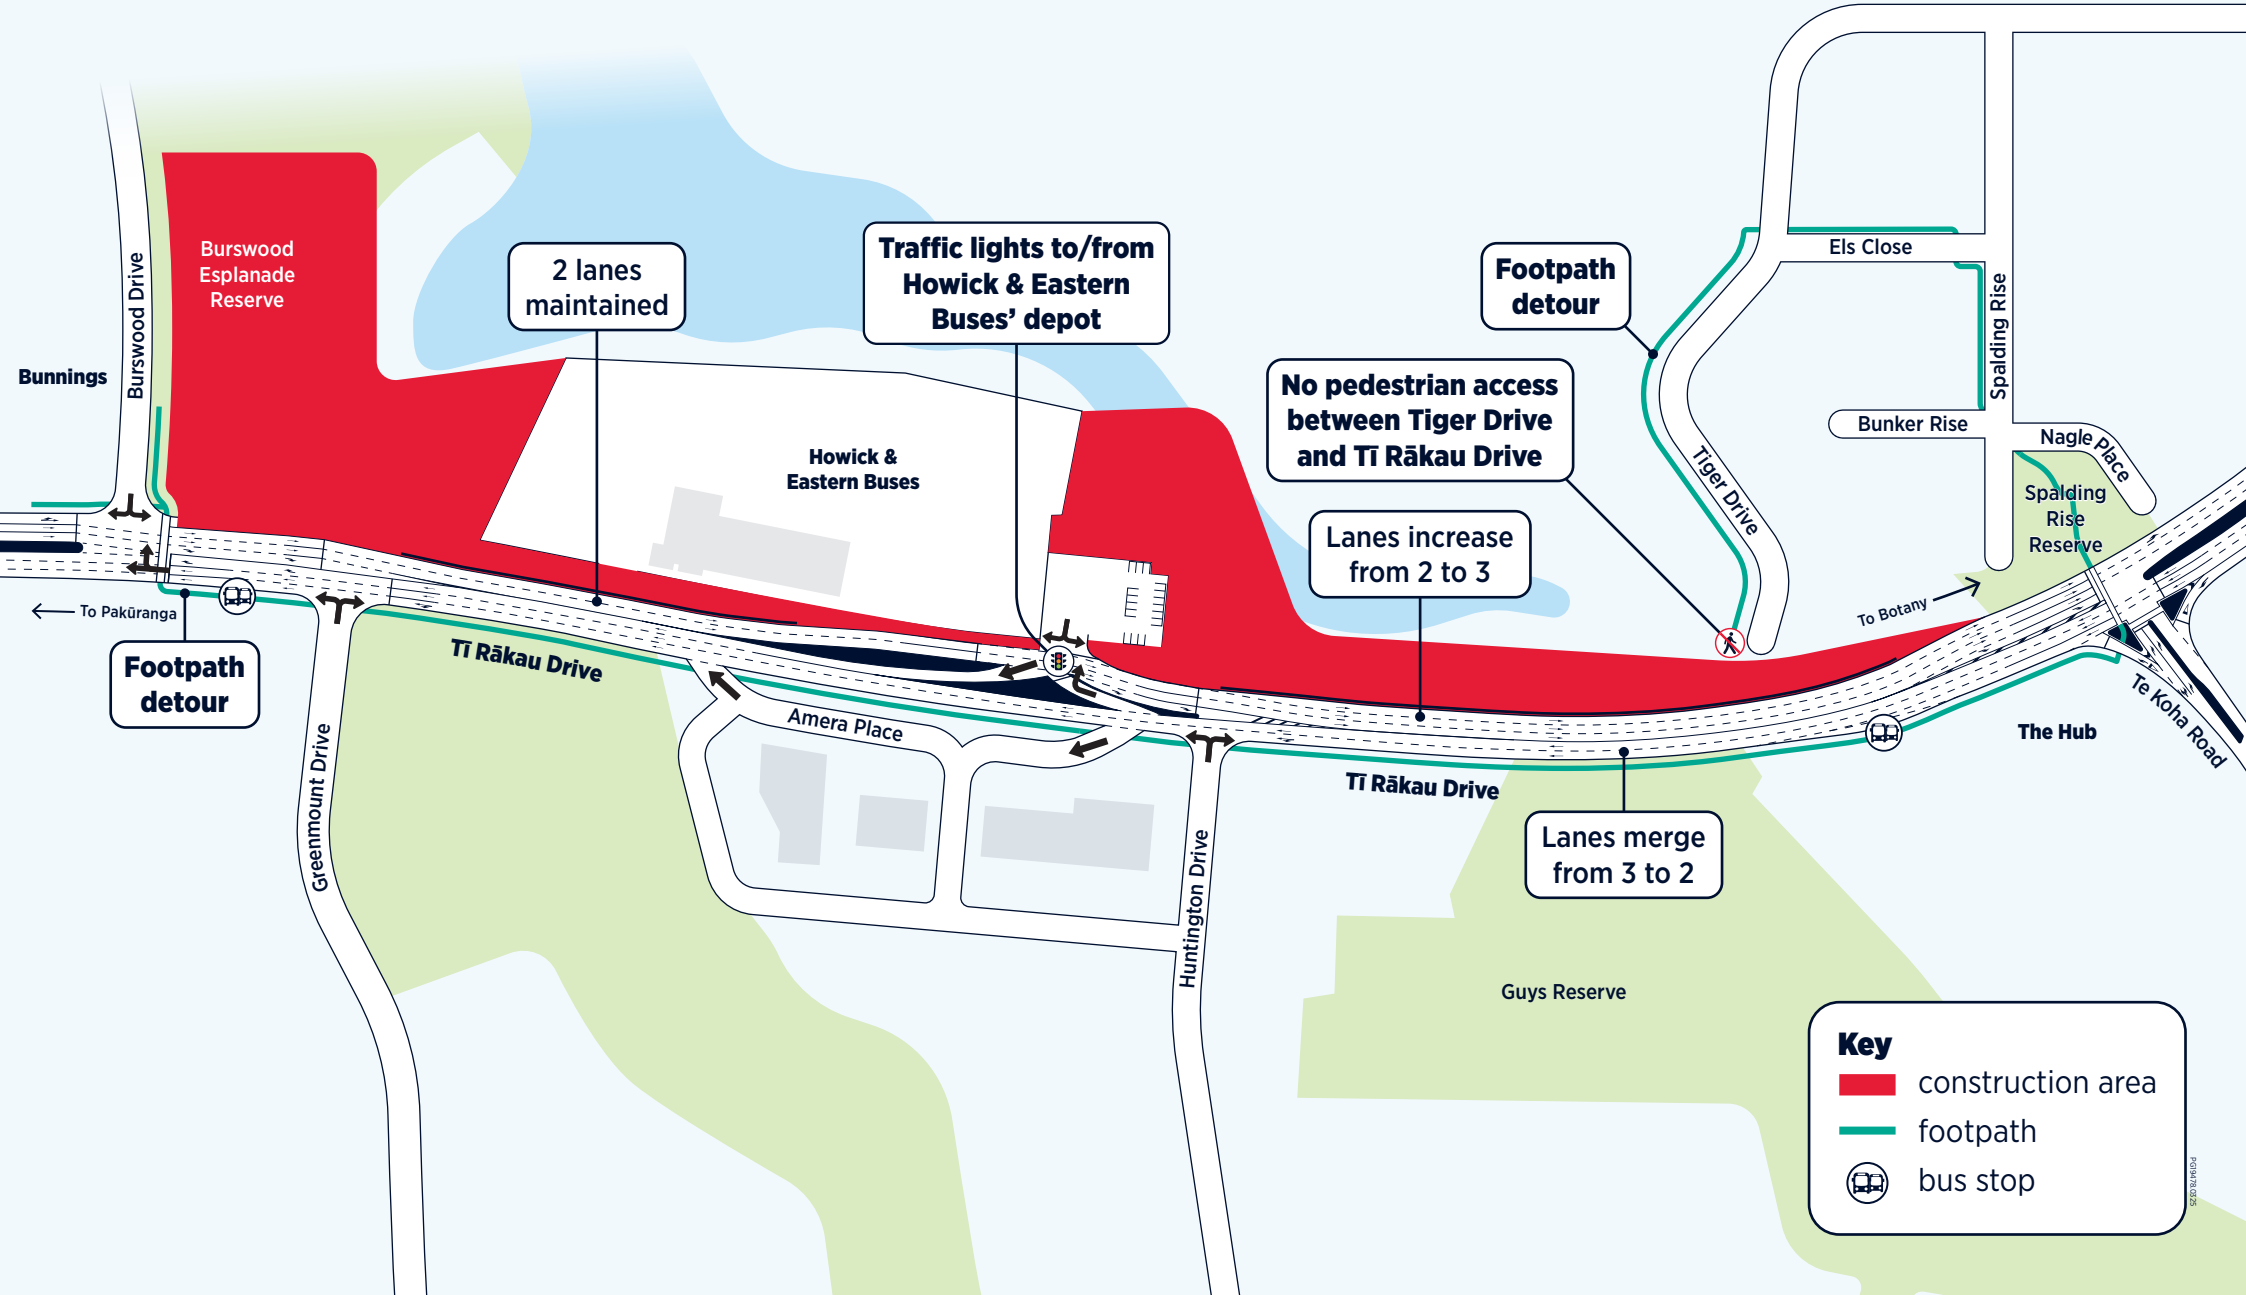 Burswood
Esplanade
Reserve
Burswood Drive
Bunnings
2 lanes
maintained
Traffic lights to/from
Howick & Eastern
Buses’ depot
Howick &
Eastern Buses
Footpath
detour
No pedestrian access
between Tiger Drive
and Tī Rākau Drive
Lanes increase
from 2 to 3
Els Close
Spalding Rise
Bunker Rise
Nagle Place
Tiger Drive
Spalding
Rise
Reserve
To Botany
To Pakūranga
Footpath
detour
Tī Rākau Drive
Greenmount Drive
Amera Place
Huntington Drive
Tī Rākau Drive
Lanes merge
from 3 to 2
The Hub
Te Koha Road
Guys Reserve
Key
construction area
footpath
bus stop
PG19478.0325